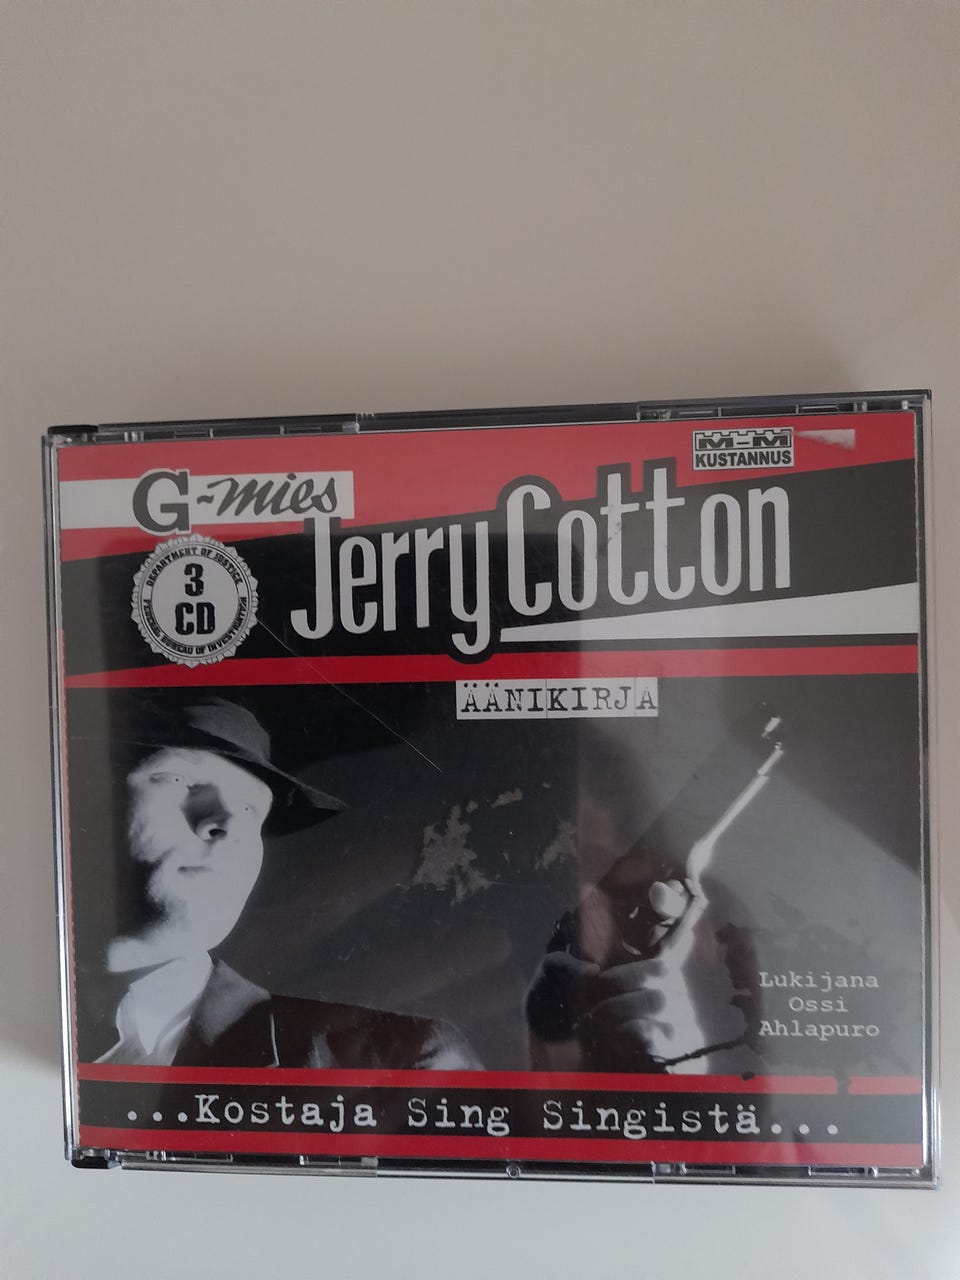 M-M
KUSTANNUS
G-mies
Jerry Cotton
DEPARTMENT OF JUSTICE
3
CD
FEDERAL BUREAU OF INVESTIGATION
ÄÄNIKIRJA
Lukijana
Ossi
Ahlapuro
...Kostaja Sing Singistä...